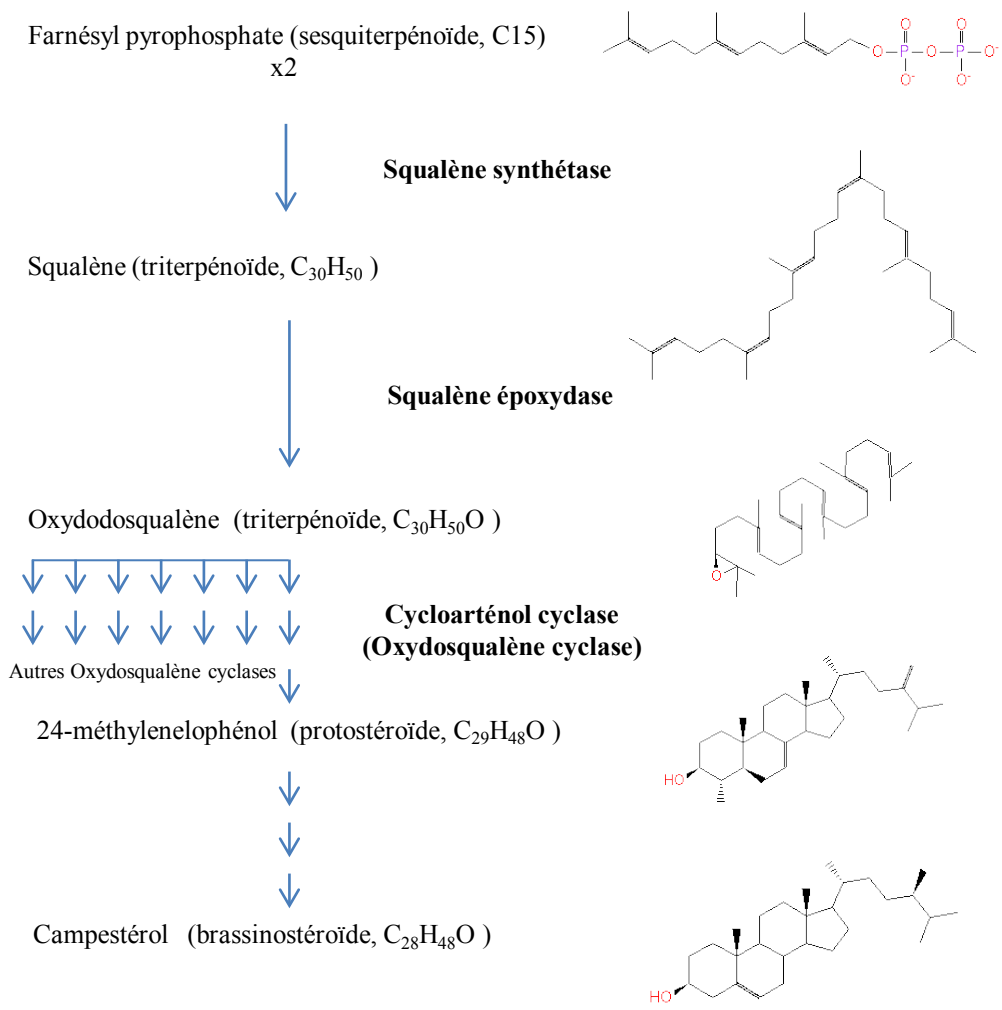 Farnésyl pyrophosphate (sesquiterpénoïde, C15)
x2
O O
O P O P O⁻
O⁻ O⁻
Squalène synthétase
Squalène (triterpénoïde, C₃₀H₅₀ )
Squalène époxydase
Oxydodosqualène (triterpénoïde, C₃₀H₅₀O )
O
Cycloarténol cyclase
(Oxydosqualène cyclase)
Autres Oxydosqualène cyclases
24-méthylenelophénol (protostéroïde, C₂₉H₄₈O )
HO
Campestérol (brassinostéroïde, C₂₈H₄₈O )
HO